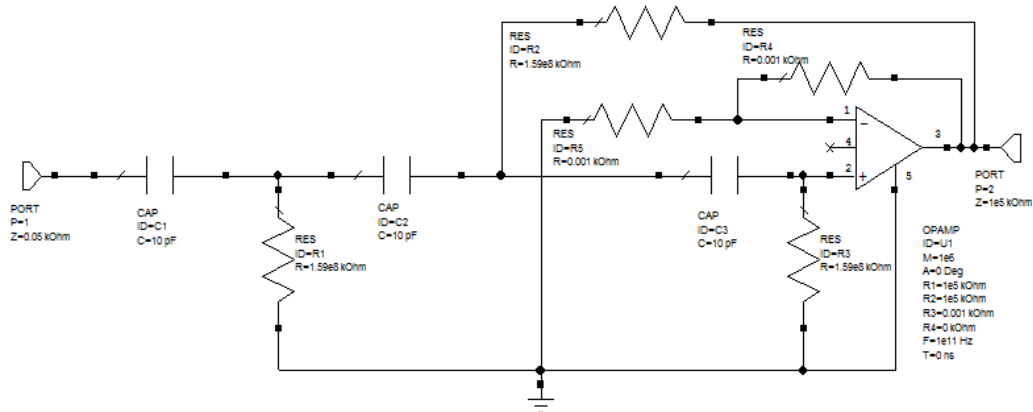 RES
ID=R2
R=1.59e8 kOhm
RES
ID=R4
R=0.001 kOhm
RES
ID=R5
R=0.001 kOhm
1
4
2
3
5
PORT
P=1
Z=0.05 kOhm
CAP
ID=C1
C=10 pF
RES
ID=R1
R=1.59e8 kOhm
CAP
ID=C2
C=10 pF
CAP
ID=C3
C=10 pF
RES
ID=R3
R=1.59e8 kOhm
PORT
P=2
Z=1e5 kOhm
OPAMP
ID=U1
M=1e6
A=0 Deg
R1=1e5 kOhm
R2=1e5 kOhm
R3=0.001 kOhm
R4=0 kOhm
F=1e11 Hz
T=0 ns